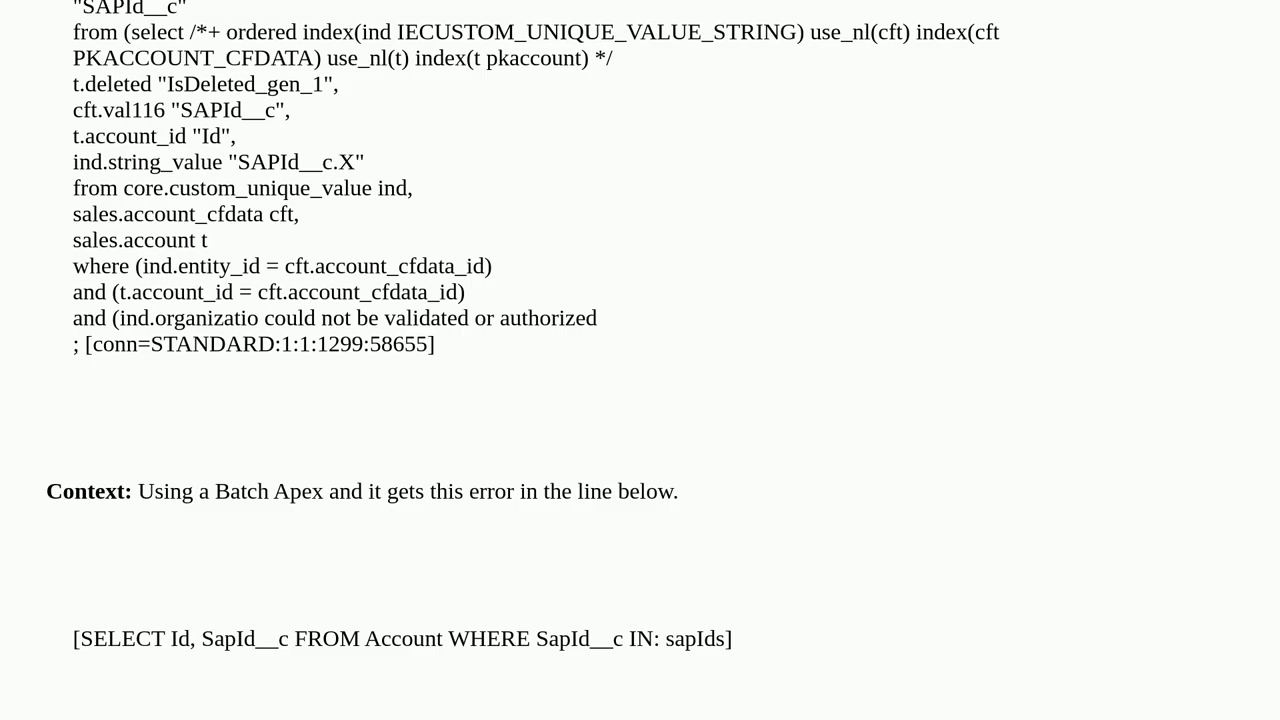 "SAPId__c"
from (select /*+ ordered index(ind IECUSTOM_UNIQUE_VALUE_STRING) use_nl(cft) index(cft
PKACCOUNT_CFDATA) use_nl(t) index(t pkaccount) */
t.deleted "IsDeleted_gen_1",
cft.val116 "SAPId__c",
t.account_id "Id",
ind.string_value "SAPId__c.X"
from core.custom_unique_value ind,
sales.account_cfdata cft,
sales.account t
where (ind.entity_id = cft.account_cfdata_id)
and (t.account_id = cft.account_cfdata_id)
and (ind.organizatio could not be validated or authorized
; [conn=STANDARD:1:1:1299:58655]
Context: Using a Batch Apex and it gets this error in the line below.
[SELECT Id, SapId__c FROM Account WHERE SapId__c IN: sapIds]